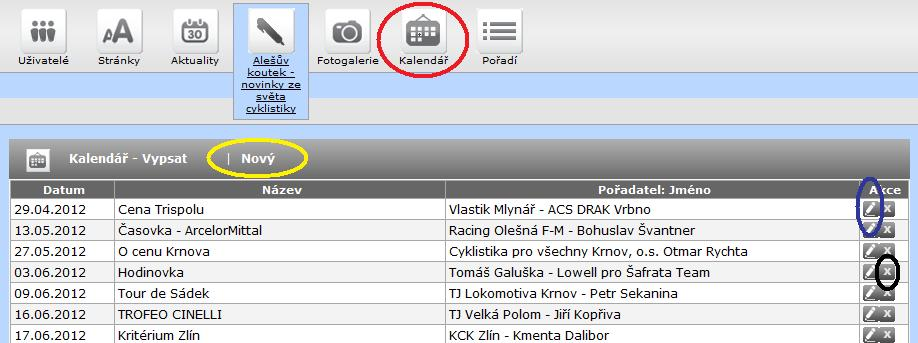 Uživatelé Stránky Aktuality Alešův koutek - novinky ze světa cyklistiky Fotogalerie Kalendář Pořadí
30
Kalendář - Vypsat | Nový
Datum Název Pořadatel: Jméno Akce
29.04.2012 Cena Trispolu Vlastik Mlynář - ACS DRAK Vrbno
13.05.2012 Časovka - ArcelorMittal Racing Olešná F-M - Bohuslav Švantner
27.05.2012 O cenu Krnova Cyklistika pro všechny Krnov, o.s. Otmar Rychta
03.06.2012 Hodinovka Tomáš Galuška - Lowell pro Šafrata Team
09.06.2012 Tour de Sádek TJ Lokomotiva Krnov - Petr Sekanina
16.06.2012 TROFEO CINELLI TJ Velká Polom - Jiří Kopřiva
17.06.2012 Kritérium Zlín KCK Zlín - Kmenta Dalibor